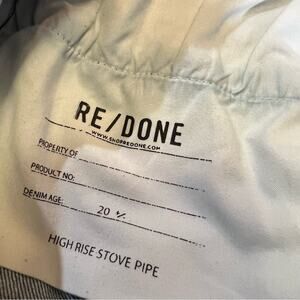 RE/DONE
WWW.SHOPREDONE.COM
PROPERTY OF
PRODUCT NO:
DENIM AGE: 20 +/-
HIGH RISE STOVE PIPE